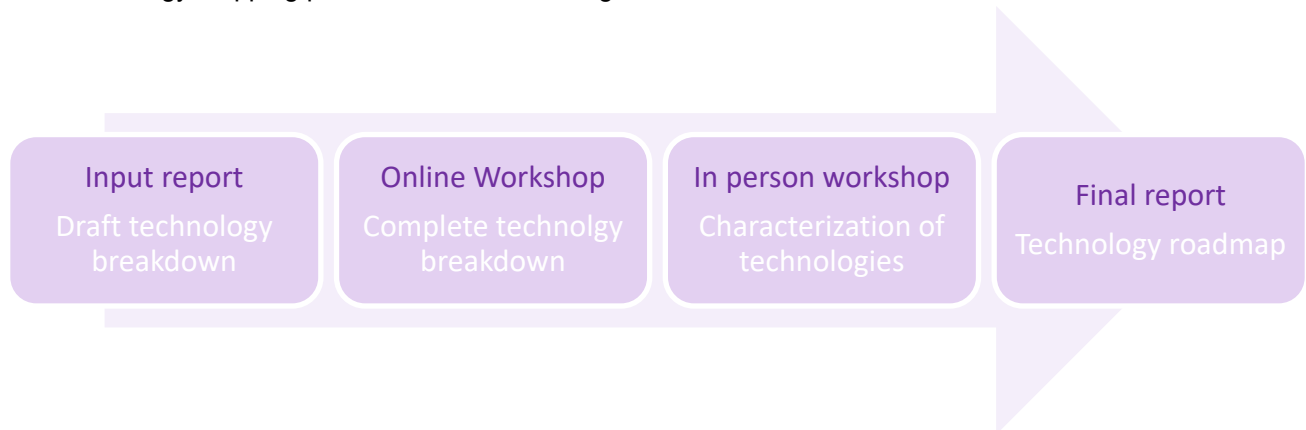 Input report
Draft technology
breakdown
Online Workshop
Complete technolgy
breakdown
In person workshop
Characterization of
technologies
Final report
Technology roadmap